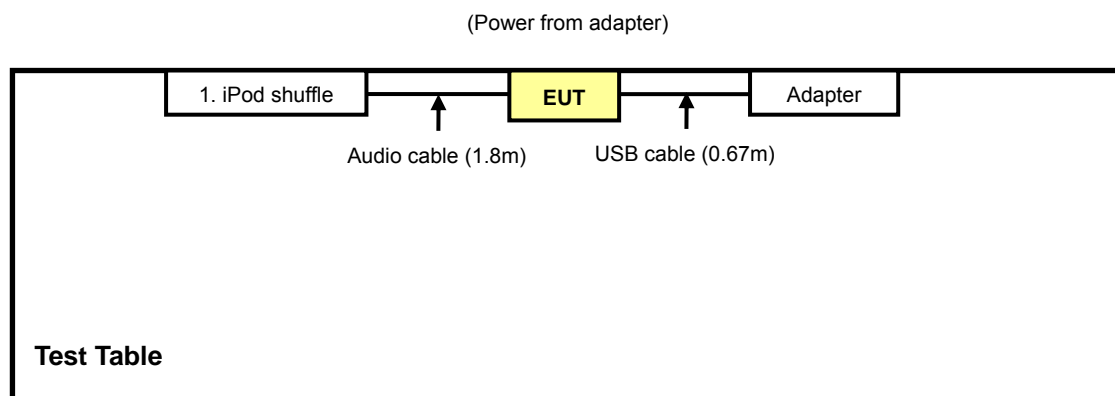 (Power from adapter)
1. iPod shuffle
EUT
Adapter
Audio cable (1.8m)
USB cable (0.67m)
Test Table